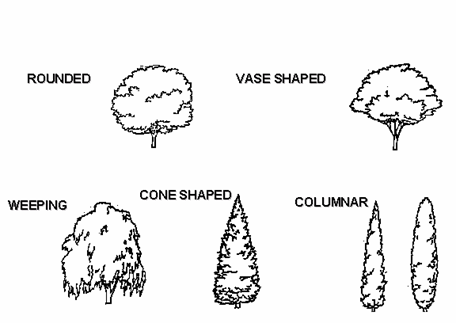 ROUNDED
VASE SHAPED
WEEPING
CONE SHAPED
COLUMNAR